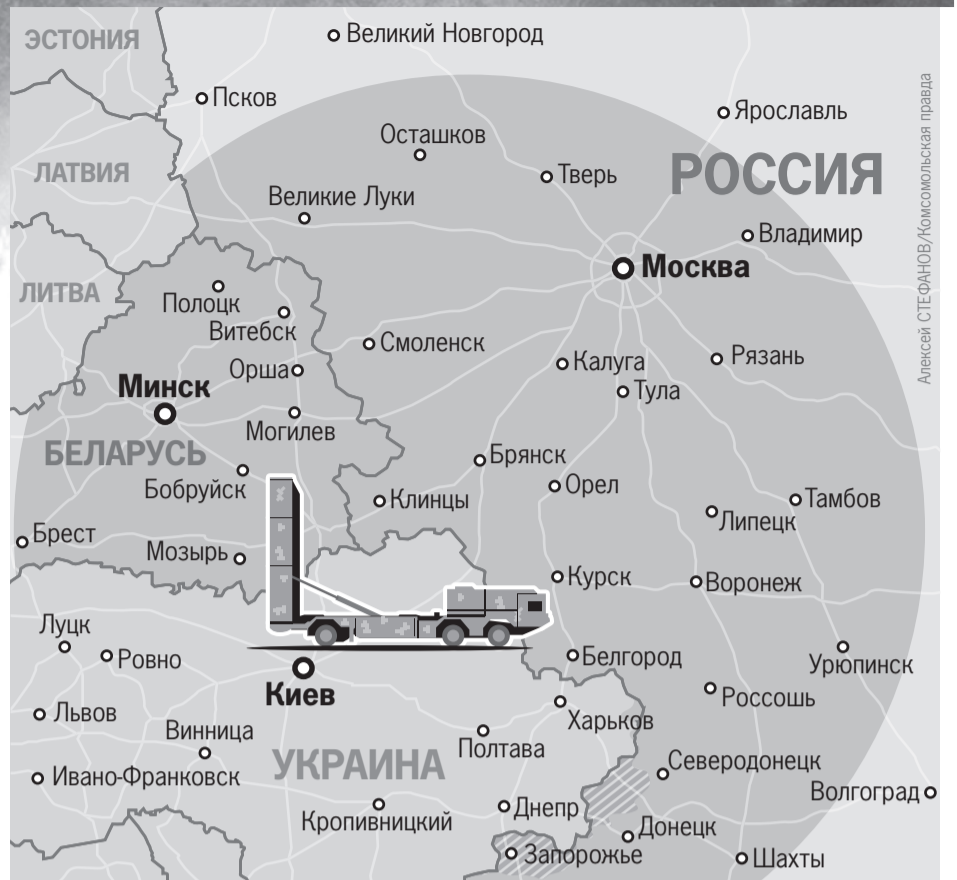 ЭСТОНИЯ
Великий Новгород
Псков
Ярославль
Осташков
РОССИЯ
ЛАТВИЯ
Тверь
Великие Луки
Владимир
Москва
ЛИТВА
Полоцк
Витебск
Смоленск
Орша
Калуга
Рязань
Минск
Тула
Могилев
БЕЛАРУСЬ
Брянск
Бобруйск
Орел
Клинцы
Тамбов
Липецк
Брест
Мозырь
Курск
Воронеж
Луцк
Ровно
Белгород
Урюпинск
Киев
Россошь
Львов
Харьков
Винница
Полтава
УКРАИНА
Северодонецк
Ивано-Франковск
Волгоград
Днепр
Кропивницкий
Донецк
Запорожье
Шахты
Алексей СТЕФАНОВ/Комсомольская правда